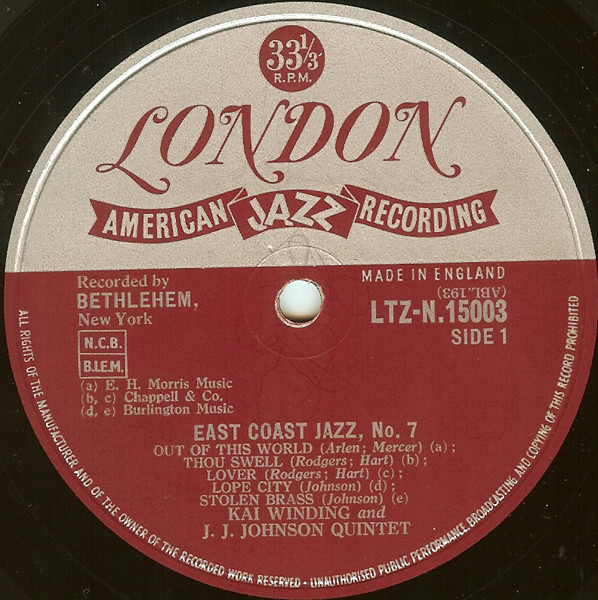 33⅓
R.P.M.
LONDON
AMERICAN JAZZ RECORDING
Recorded by
BETHLEHEM,
New York
N.C.B.
B.I.E.M.
(a) E. H. Morris Music
(b, c) Chappell & Co.
(d, e) Burlington Music
MADE IN ENGLAND
(ABL.193)
LTZ-N.15003
SIDE 1
EAST COAST JAZZ, No. 7
OUT OF THIS WORLD (Arlen; Mercer) (a);
THOU SWELL (Rodgers; Hart) (b);
LOVER (Rodgers; Hart) (c);
LOPE CITY (Johnson) (d);
STOLEN BRASS (Johnson) (e)
KAI WINDING and
J. J. JOHNSON QUINTET
ALL RIGHTS OF THE MANUFACTURER AND OF THE OWNER OF THE RECORDED WORK RESERVED · UNAUTHORISED PUBLIC PERFORMANCE, BROADCASTING AND COPYING OF THIS RECORD PROHIBITED